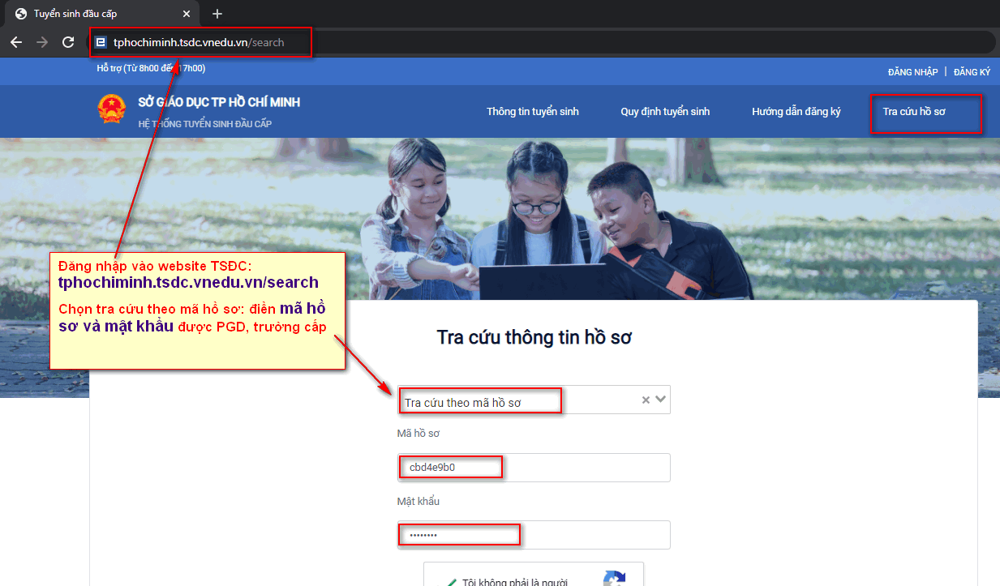 Tuyển sinh đầu cấp
tphochiminh.tsdc.vnedu.vn/search
Hỗ trợ (Từ 8h00 đến 17h00)
ĐĂNG NHẬP | ĐĂNG KÝ
SỞ GIÁO DỤC TP HỒ CHÍ MINH
HỆ THỐNG TUYỂN SINH ĐẦU CẤP
Thông tin tuyển sinh
Quy định tuyển sinh
Hướng dẫn đăng ký
Tra cứu hồ sơ
Đăng nhập vào website TSĐC:
tphochiminh.tsdc.vnedu.vn/search
Chọn tra cứu theo mã hồ sơ: điền mã hồ
sơ và mật khẩu được PGD, trường cấp
Tra cứu thông tin hồ sơ
Tra cứu theo mã hồ sơ
Mã hồ sơ
cbd4e9b0
Mật khẩu
••••••••
Tôi không phải là người